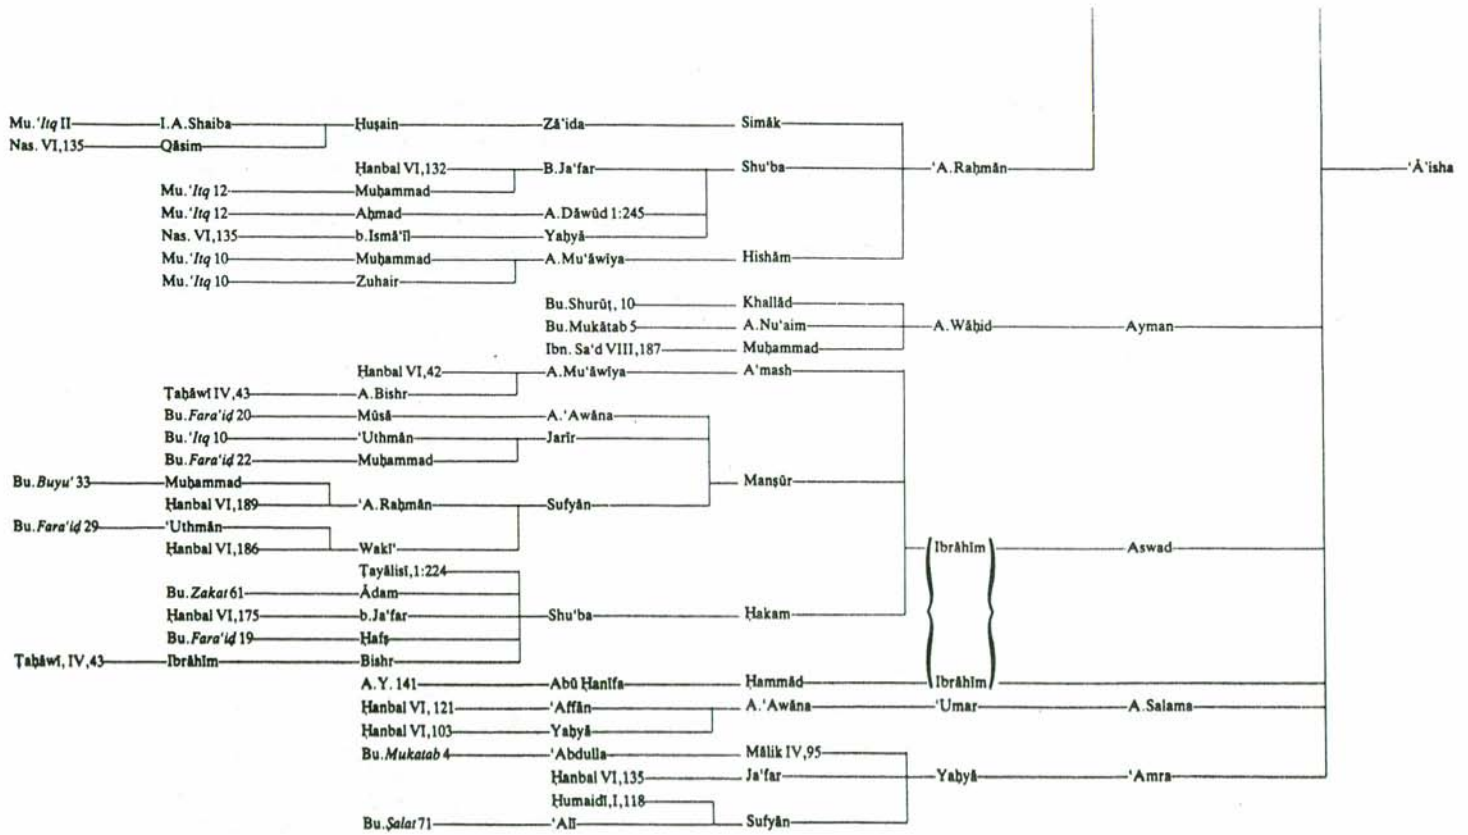 Mu. 'Itq II I.A.Shaiba Ḥuṣain Zā'ida Simāk
Nas. VI,135 Qāsim
Ḥanbal VI,132 B.Ja'far Shu'ba 'A.Raḥmān 'Ā'isha
Mu. 'Itq 12 Muḥammad
Mu. 'Itq 12 Aḥmad A.Dāwūd 1:245
Nas. VI,135 b.Ismā'īl Yaḥyā
Mu. 'Itq 10 Muḥammad A.Mu'āwīya Hishām
Mu. 'Itq 10 Zuhair
Bu.Shurūṭ, 10 Khallād
Bu.Mukātab 5 A.Nu'aim A.Wāḥid Ayman
Ibn. Sa'd VIII,187 Muḥammad
Ḥanbal VI,42 A.Mu'āwīya A'mash
Ṭaḥāwī IV,43 A.Bishr
Bu.Fara'iḍ 20 Mūsā A.'Awāna
Bu.'Itq 10 'Uthmān Jarīr
Bu.Fara'iḍ 22 Muḥammad
Bu.Buyu' 33 Muḥammad Manṣūr
Ḥanbal VI,189 'A.Raḥmān Sufyān
Bu.Fara'iḍ 29 'Uthmān
Ḥanbal VI,186 Wakī' Ibrāhīm Aswad
Ṭayālisī,1:224
Bu.Zakat 61 Ādam
Ḥanbal VI,175 b.Ja'far Shu'ba Ḥakam
Bu.Fara'iḍ 19 Ḥafṣ
Ṭaḥāwī, IV,43 Ibrāhīm Bishr
A.Y. 141 Abū Ḥanīfa Ḥammād Ibrāhīm
Ḥanbal VI, 121 'Affān A.'Awāna 'Umar A.Salama
Ḥanbal VI,103 Yaḥyā
Bu.Mukatab 4 'Abdulla Mālik IV,95
Ḥanbal VI,135 Ja'far Yaḥyā 'Amra
Ḥumaidī,I,118
Bu.Ṣalat 71 'Alī Sufyān